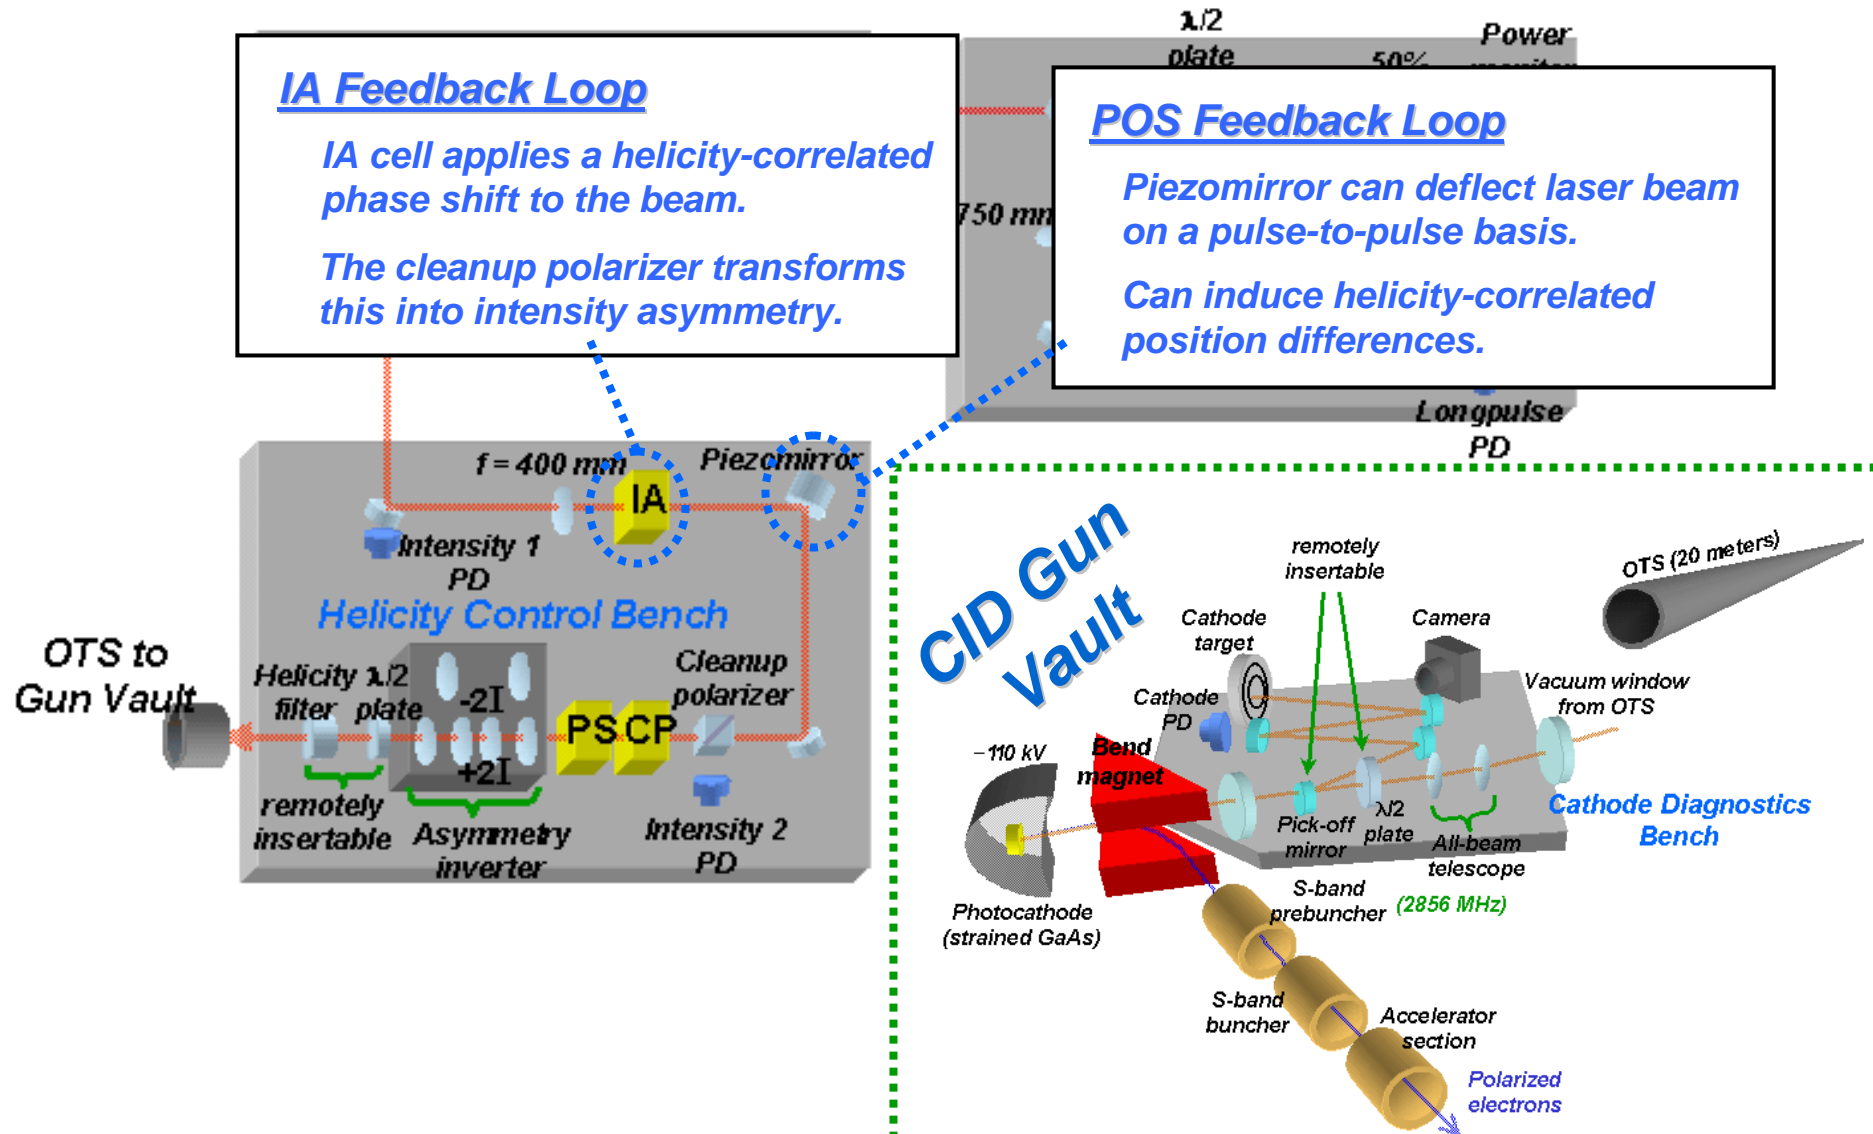 λ/2
plate
50%
Power
IA Feedback Loop
IA cell applies a helicity-correlated
phase shift to the beam.
The cleanup polarizer transforms
this into intensity asymmetry.
POS Feedback Loop
Piezomirror can deflect laser beam
on a pulse-to-pulse basis.
Can induce helicity-correlated
position differences.
750 mm
Longpulse
PD
f = 400 mm
IA
Piezomirror
Intensity 1
PD
Helicity Control Bench
OTS to
Gun Vault
Helicity
filter
λ/2
plate
-2I
+2I
PS
CP
Cleanup
polarizer
remotely
insertable
Asymmetry
inverter
Intensity 2
PD
CID Gun
Vault
remotely
insertable
OTS (20 meters)
Cathode
target
Camera
Cathode
PD
Vacuum window
from OTS
–110 kV
Bend
magnet
Pick-off
mirror
λ/2
plate
All-beam
telescope
Cathode Diagnostics
Bench
Photocathode
(strained GaAs)
S-band
prebuncher
(2856 MHz)
S-band
buncher
Accelerator
section
Polarized
electrons